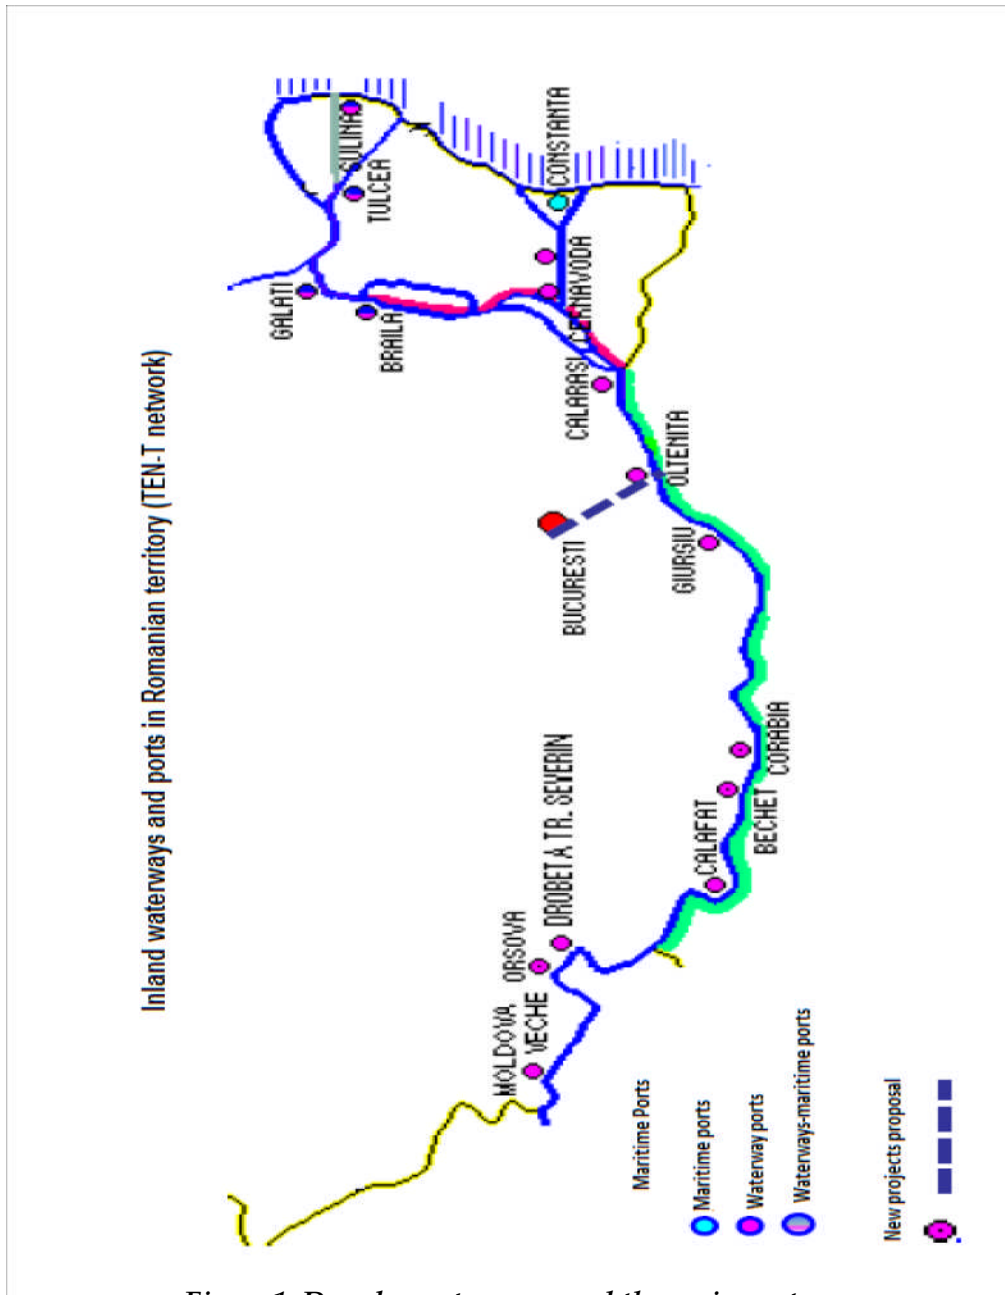 Inland waterways and ports in Romanian territory (TEN-T network)
GALATI
BRAILA
TULCEA
SULINA
CONSTANTA
CERNAVODA
CALARASI
OLTENITA
BUCURESTI
GIURGIU
CORABIA
BECHET
CALAFAT
DROBETA TR. SEVERIN
ORSOVA
MOLDOVA
VECHE
Maritime Ports
Maritime ports
Waterway ports
Waterways-maritime ports
New projects proposal